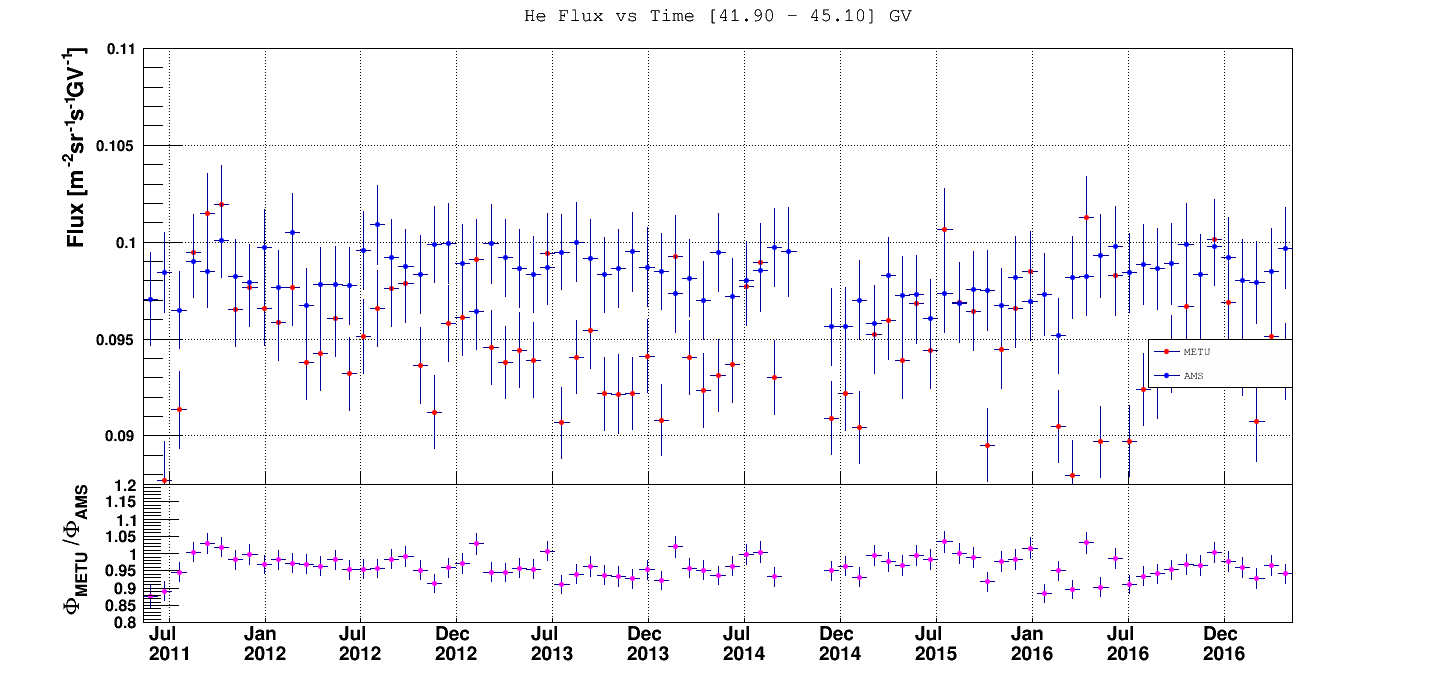 He Flux vs Time [41.90 - 45.10] GV
Flux [m⁻²sr⁻¹s⁻¹GV⁻¹]
0.11
0.105
0.1
0.095
0.09
METU
AMS
Φ_METU / Φ_AMS
1.2
1.15
1.1
1.05
1
0.95
0.9
0.85
0.8
Jul Jan Jul Dec Jul Dec Jul Dec Jul Jan Jul Dec
2011 2012 2012 2012 2013 2013 2014 2014 2015 2016 2016 2016